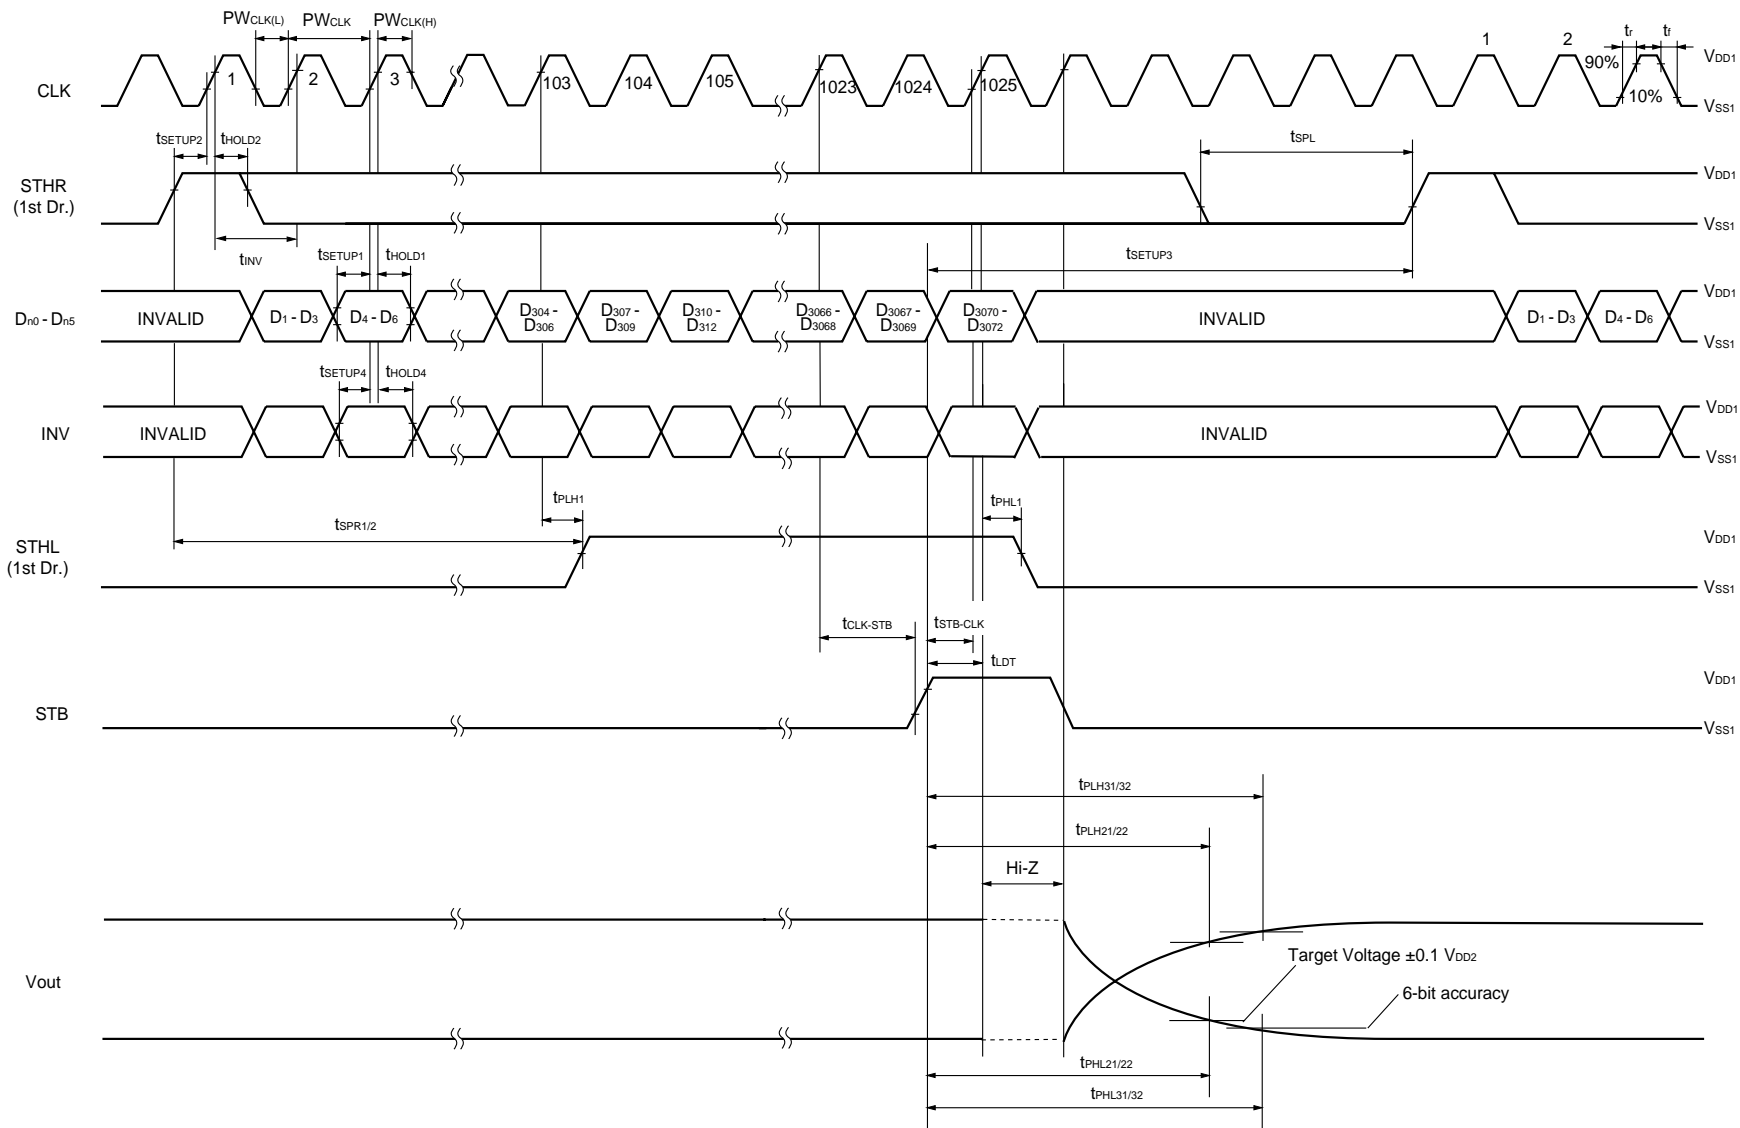 PWCLK(L) PWCLK PWCLK(H)
1 2 tr tf
90% VDD1
CLK 1 2 3 103 104 105 1023 1024 1025
10% VSS1
tSETUP2 tHOLD2 tSPL
STHR VDD1
(1st Dr.)
VSS1
tINV tSETUP1 tHOLD1 tSETUP3
VDD1
Dn0 - Dn5 INVALID D1 - D3 D4 - D6 D304 - D306 D307 - D309 D310 - D312 D3066 - D3068 D3067 - D3069 D3070 - D3072 INVALID D1 - D3 D4 - D6
VSS1
tSETUP4 tHOLD4
VDD1
INV INVALID INVALID
VSS1
tPLH1 tPHL1
tSPR1/2
STHL VDD1
(1st Dr.)
VSS1
tCLK-STB tSTB-CLK
tLDT
VDD1
STB
VSS1
tPLH31/32
tPLH21/22
Hi-Z
Target Voltage ±0.1 VDD2
Vout
6-bit accuracy
tPHL21/22
tPHL31/32